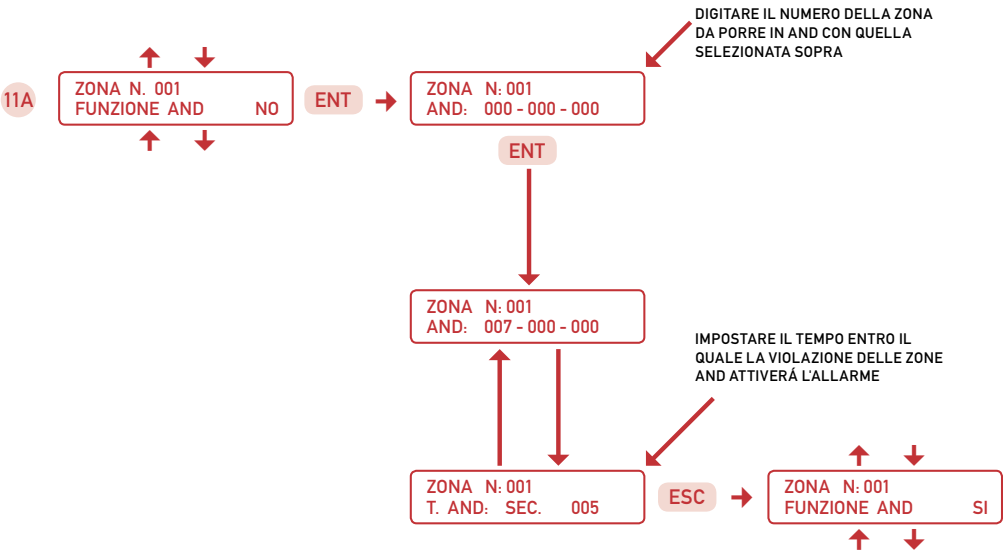 DIGITARE IL NUMERO DELLA ZONA
DA PORRE IN AND CON QUELLA
SELEZIONATA SOPRA
11A
ZONA N. 001
FUNZIONE AND NO
ENT
ZONA N: 001
AND: 000 - 000 - 000
ENT
ZONA N: 001
AND: 007 - 000 - 000
IMPOSTARE IL TEMPO ENTRO IL
QUALE LA VIOLAZIONE DELLE ZONE
AND ATTIVERÁ L'ALLARME
ZONA N: 001
T. AND: SEC. 005
ESC
ZONA N: 001
FUNZIONE AND SI